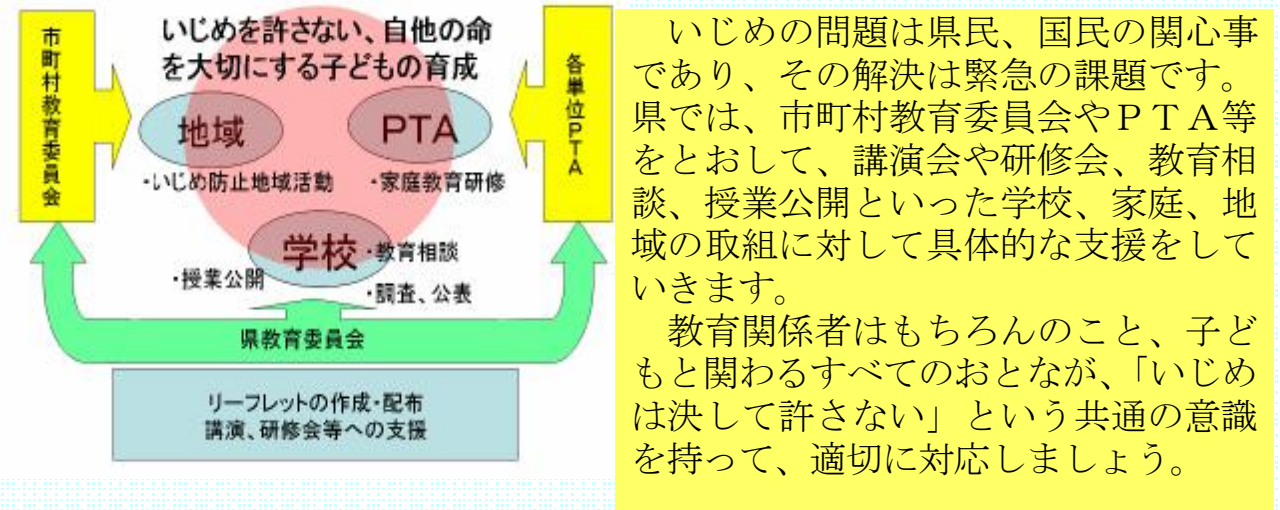 いじめを許さない、自他の命
を大切にする子どもの育成
市町村教育委員会
各単位PTA
地域
PTA
・いじめ防止地域活動
・家庭教育研修
学校
・教育相談
・授業公開
・調査、公表
県教育委員会
リーフレットの作成・配布
講演、研修会等への支援
　いじめの問題は県民、国民の関心事
であり、その解決は緊急の課題です。
県では、市町村教育委員会やＰＴＡ等
をとおして、講演会や研修会、教育相
談、授業公開といった学校、家庭、地
域の取組に対して具体的な支援をして
いきます。
　教育関係者はもちろんのこと、子ど
もと関わるすべてのおとなが、「いじめ
は決して許さない」という共通の意識
を持って、適切に対応しましょう。